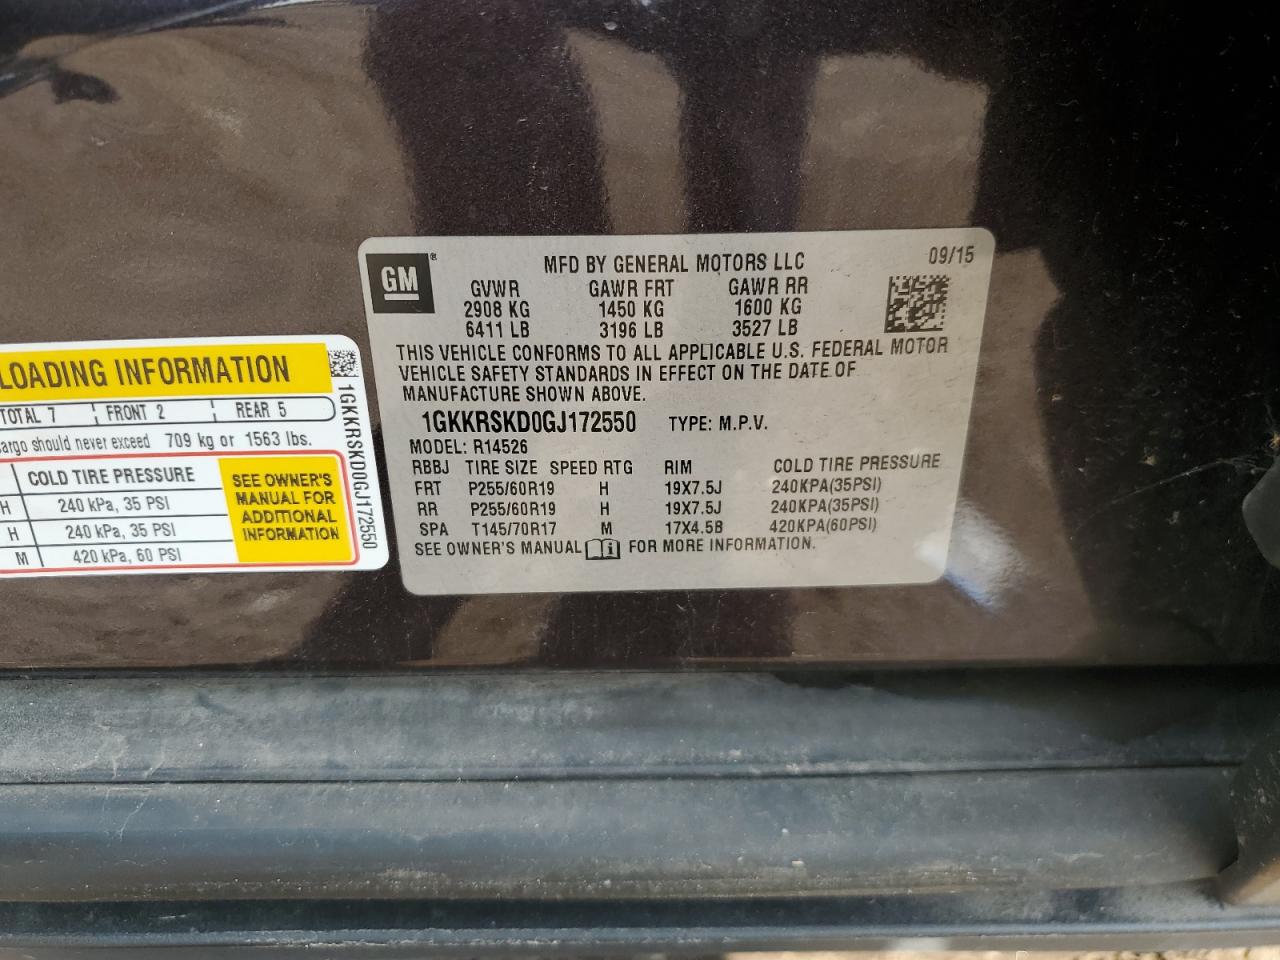 LOADING INFORMATION
TOTAL 7 FRONT 2 REAR 5
cargo should never exceed 709 kg or 1563 lbs.
COLD TIRE PRESSURE
H 240 kPa, 35 PSI
H 240 kPa, 35 PSI
M 420 kPa, 60 PSI
SEE OWNER'S
MANUAL FOR
ADDITIONAL
INFORMATION
1GKKRSKD0GJ172550
GM®
MFD BY GENERAL MOTORS LLC 09/15
GVWR GAWR FRT GAWR RR
2908 KG 1450 KG 1600 KG
6411 LB 3196 LB 3527 LB
THIS VEHICLE CONFORMS TO ALL APPLICABLE U.S. FEDERAL MOTOR
VEHICLE SAFETY STANDARDS IN EFFECT ON THE DATE OF
MANUFACTURE SHOWN ABOVE.
1GKKRSKD0GJ172550 TYPE: M.P.V.
MODEL: R14526
RBBJ TIRE SIZE SPEED RTG RIM COLD TIRE PRESSURE
FRT P255/60R19 H 19X7.5J 240KPA(35PSI)
RR P255/60R19 H 19X7.5J 240KPA(35PSI)
SPA T145/70R17 M 17X4.5B 420KPA(60PSI)
SEE OWNER'S MANUAL FOR MORE INFORMATION.